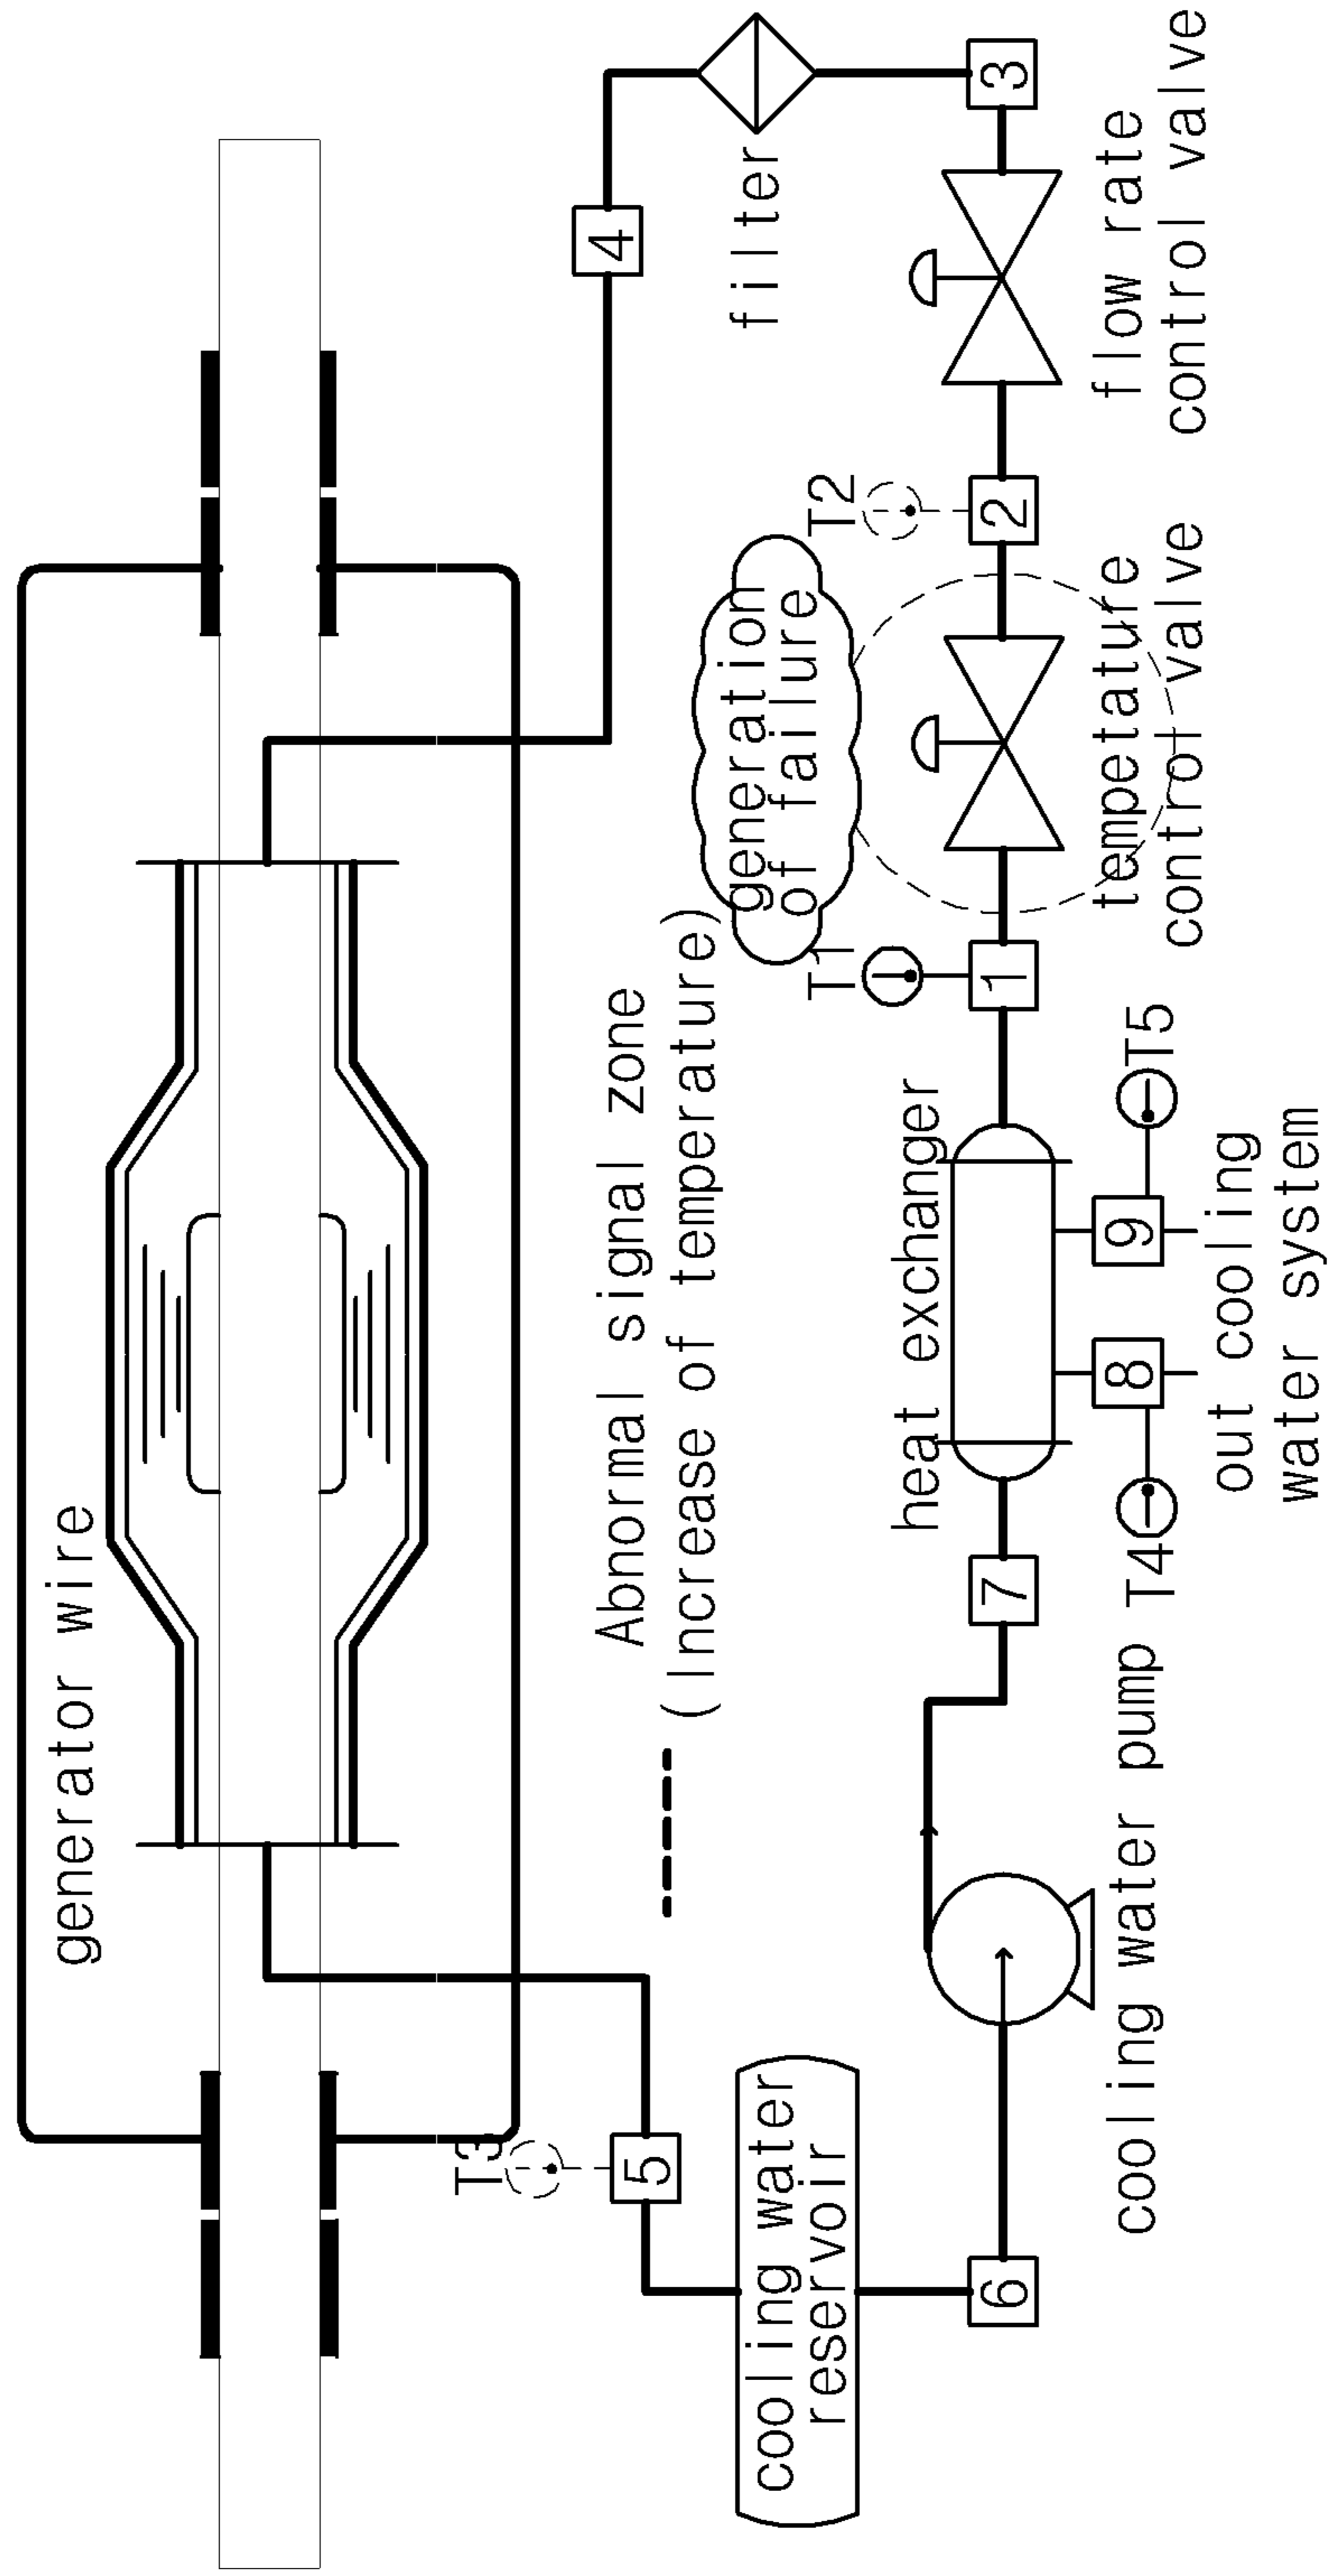 generator wire
T3
4
5
Abnormal signal zone
(Increase of temperature)
filter
cooling water
reservoir
generation
of failure
T1
T2
heat exchanger
6
7
1
2
3
cooling water pump
T4
8
9
T5
tempetature
control valve
flow rate
control valve
out cooling
water system